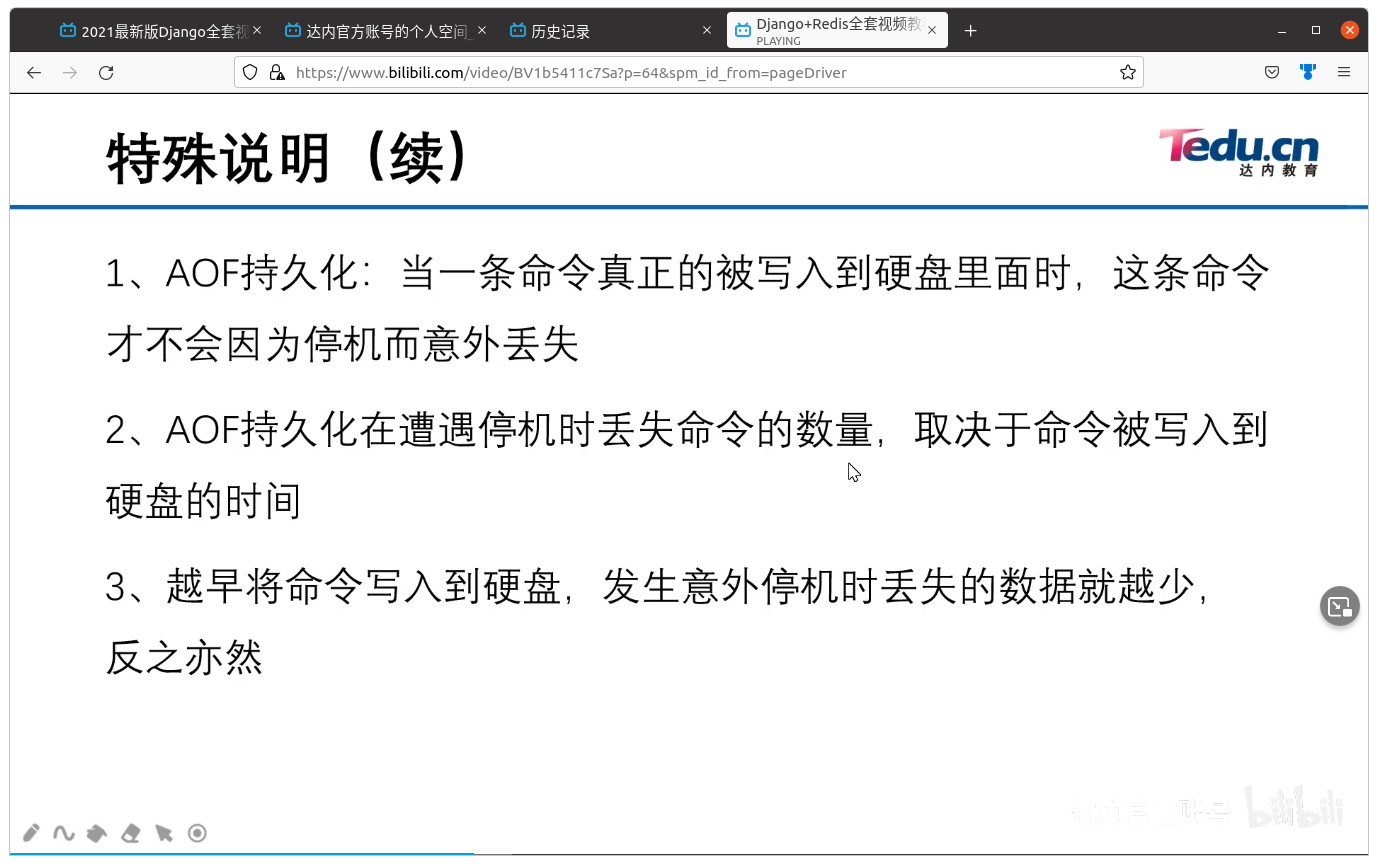 2021最新版Django全套视
达内官方账号的个人空间_
历史记录
Django+Redis全套视频教
PLAYING
https://www.bilibili.com/video/BV1b5411c7Sa?p=64&spm_id_from=pageDriver
特殊说明（续）
Tedu.cn
达内教育
1、AOF持久化：当一条命令真正的被写入到硬盘里面时，这条命令
才不会因为停机而意外丢失
2、AOF持久化在遭遇停机时丢失命令的数量，取决于命令被写入到
硬盘的时间
3、越早将命令写入到硬盘，发生意外停机时丢失的数据就越少，
反之亦然
达内官方账号 bilibili